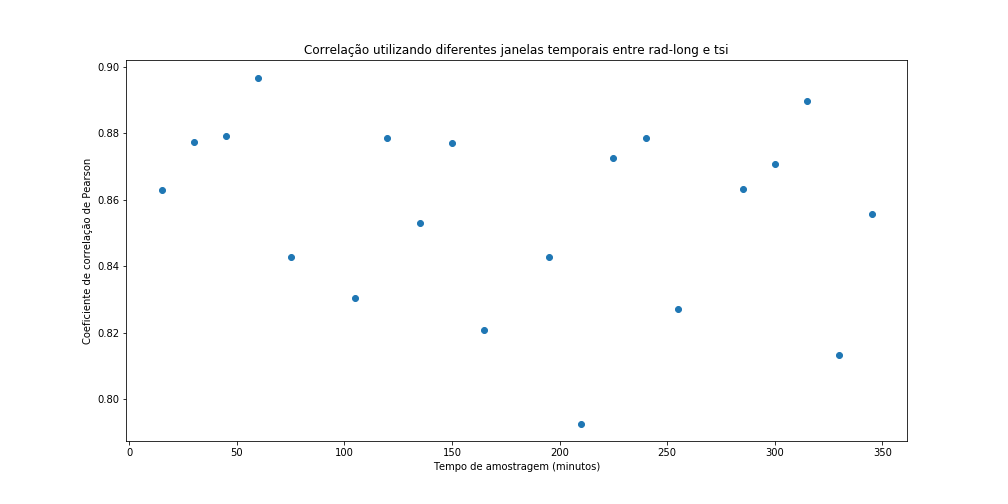 Correlação utilizando diferentes janelas temporais entre rad-long e tsi
Coeficiente de correlação de Pearson
0.90
0.88
0.86
0.84
0.82
0.80
0 50 100 150 200 250 300 350
Tempo de amostragem (minutos)